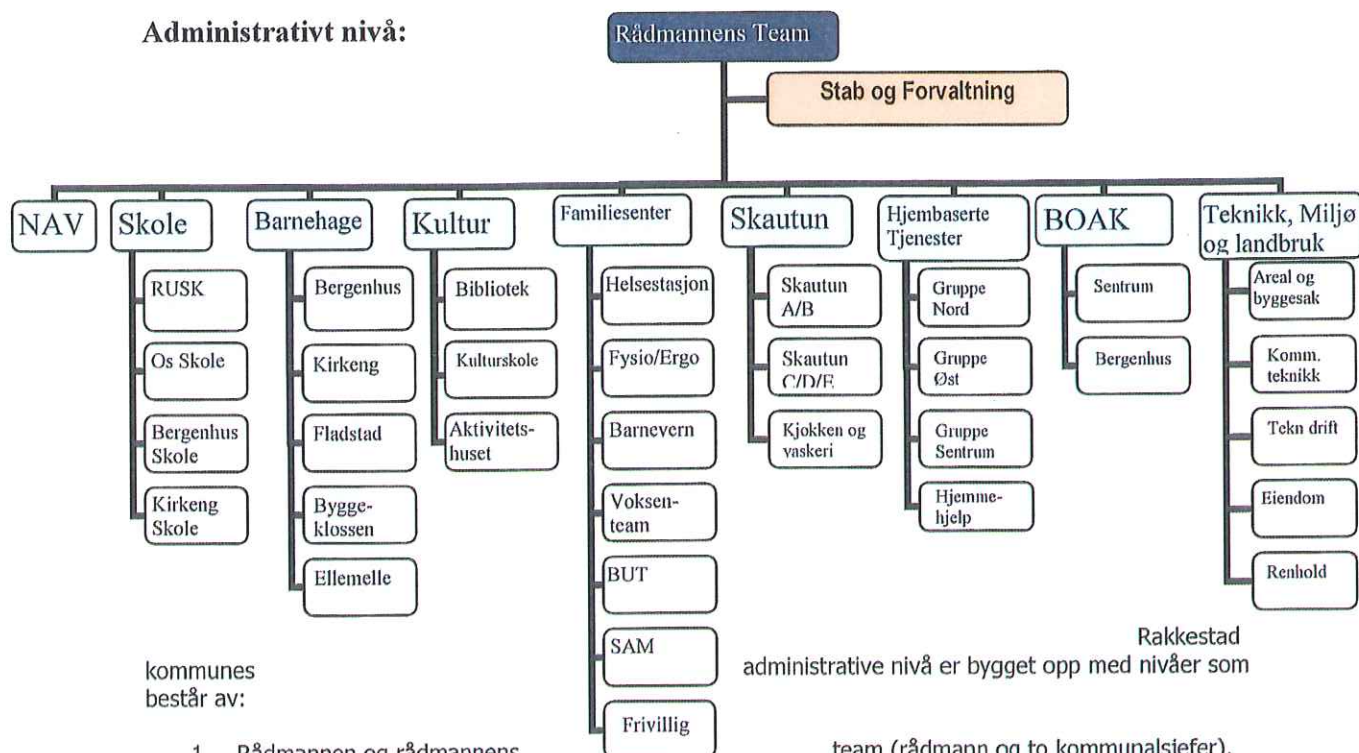 Administrativt nivå:
Rådmannens Team
Stab og Forvaltning
NAV
Skole
RUSK
Os Skole
Bergenhus
Skole
Kirkeng
Skole
Barnehage
Bergenhus
Kirkeng
Fladstad
Bygge-
klossen
Ellemelle
Kultur
Bibliotek
Kulturskole
Aktivitets-
huset
Familiesenter
Helsestasjon
Fysio/Ergo
Barnevern
Voksen-
team
BUT
SAM
Frivillig
Skautun
Skautun
A/B
Skautun
C/D/E
Kjokken og
vaskeri
Hjembaserte
Tjenester
Gruppe
Nord
Gruppe
Øst
Gruppe
Sentrum
Hjemme-
hjelp
BOAK
Sentrum
Bergenhus
Teknikk, Miljø
og landbruk
Areal og
byggesak
Komm.
teknikk
Tekn drift
Eiendom
Renhold
Rakkestad
kommunes administrative nivå er bygget opp med nivåer som
består av:
1. Rådmannen og rådmannens team (rådmann og to kommunalsjefer).